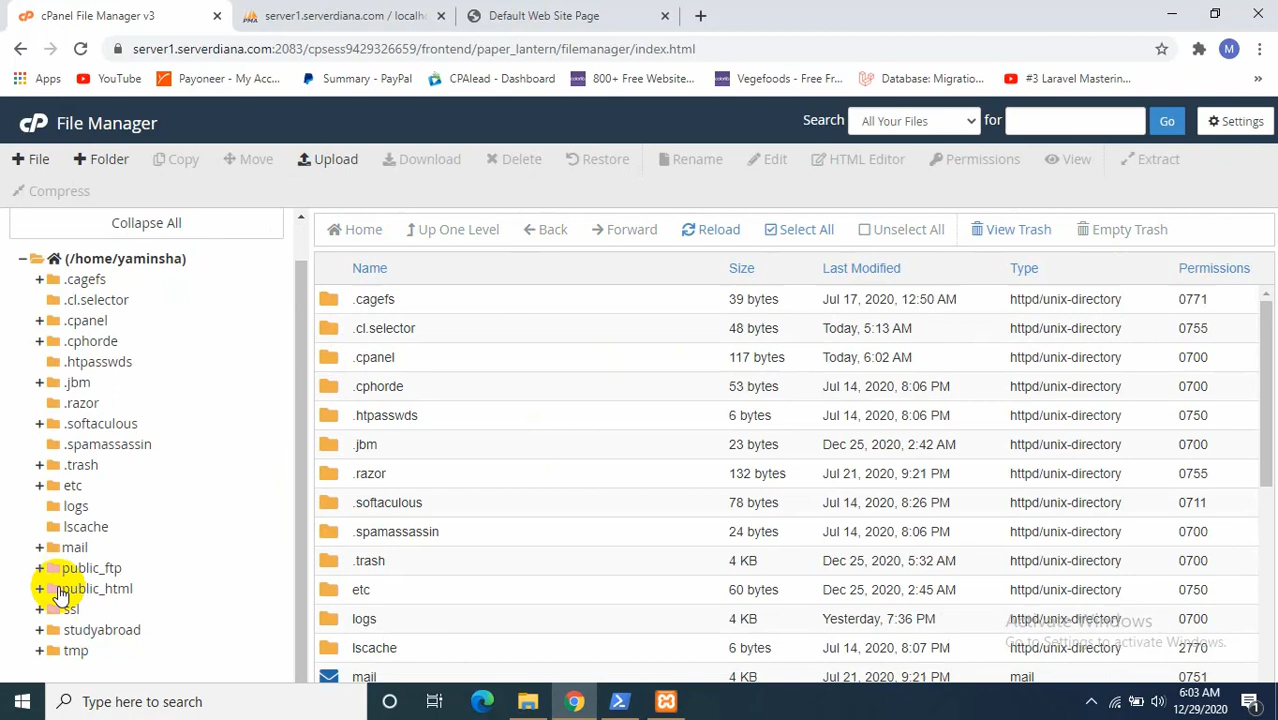 cPanel File Manager v3
server1.serverdiana.com / localh
Default Web Site Page
server1.serverdiana.com:2083/cpsess9429326659/frontend/paper_lantern/filemanager/index.html
M
Apps
YouTube
Payoneer - My Acc...
Summary - PayPal
CPAlead - Dashboard
800+ Free Website...
Vegefoods - Free Fr...
Database: Migratio...
#3 Laravel Mastering...
cP File Manager
Search All Your Files for Go Settings
File Folder Copy Move Upload Download Delete Restore Rename Edit HTML Editor Permissions View Extract
Compress
Collapse All
(/home/yaminsha)
.cagefs
.cl.selector
.cpanel
.cphorde
.htpasswds
.jbm
.razor
.softaculous
.spamassassin
.trash
etc
logs
lscache
mail
public_ftp
public_html
ssl
studyabroad
tmp
Home Up One Level Back Forward Reload Select All Unselect All View Trash Empty Trash
Name Size Last Modified Type Permissions
.cagefs 39 bytes Jul 17, 2020, 12:50 AM httpd/unix-directory 0771
.cl.selector 48 bytes Today, 5:13 AM httpd/unix-directory 0755
.cpanel 117 bytes Today, 6:02 AM httpd/unix-directory 0700
.cphorde 53 bytes Jul 14, 2020, 8:06 PM httpd/unix-directory 0700
.htpasswds 6 bytes Jul 14, 2020, 8:06 PM httpd/unix-directory 0750
.jbm 23 bytes Dec 25, 2020, 2:42 AM httpd/unix-directory 0700
.razor 132 bytes Jul 21, 2020, 9:21 PM httpd/unix-directory 0755
.softaculous 78 bytes Jul 14, 2020, 8:26 PM httpd/unix-directory 0711
.spamassassin 24 bytes Jul 14, 2020, 8:06 PM httpd/unix-directory 0700
.trash 4 KB Dec 25, 2020, 2:45 AM httpd/unix-directory 0700
etc 60 bytes Dec 25, 2020, 2:45 AM httpd/unix-directory 0750
logs 4 KB Yesterday, 7:36 PM httpd/unix-directory 0700
lscache 6 bytes Jul 14, 2020, 8:07 PM httpd/unix-directory 2770
mail 4 KB Dec 25, 2020, 2:45 AM mail 0751
Activate Windows
Go to Settings to activate Windows.
Type here to search
6:03 AM
12/29/2020
1